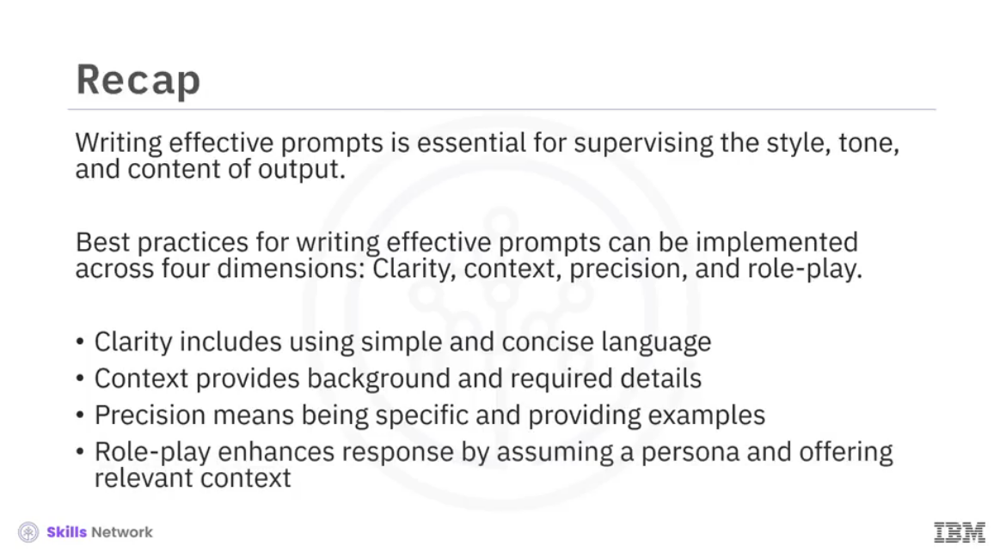 Recap
Writing effective prompts is essential for supervising the style, tone,
and content of output.
Best practices for writing effective prompts can be implemented
across four dimensions: Clarity, context, precision, and role-play.
• Clarity includes using simple and concise language
• Context provides background and required details
• Precision means being specific and providing examples
• Role-play enhances response by assuming a persona and offering
relevant context
Skills Network
IBM